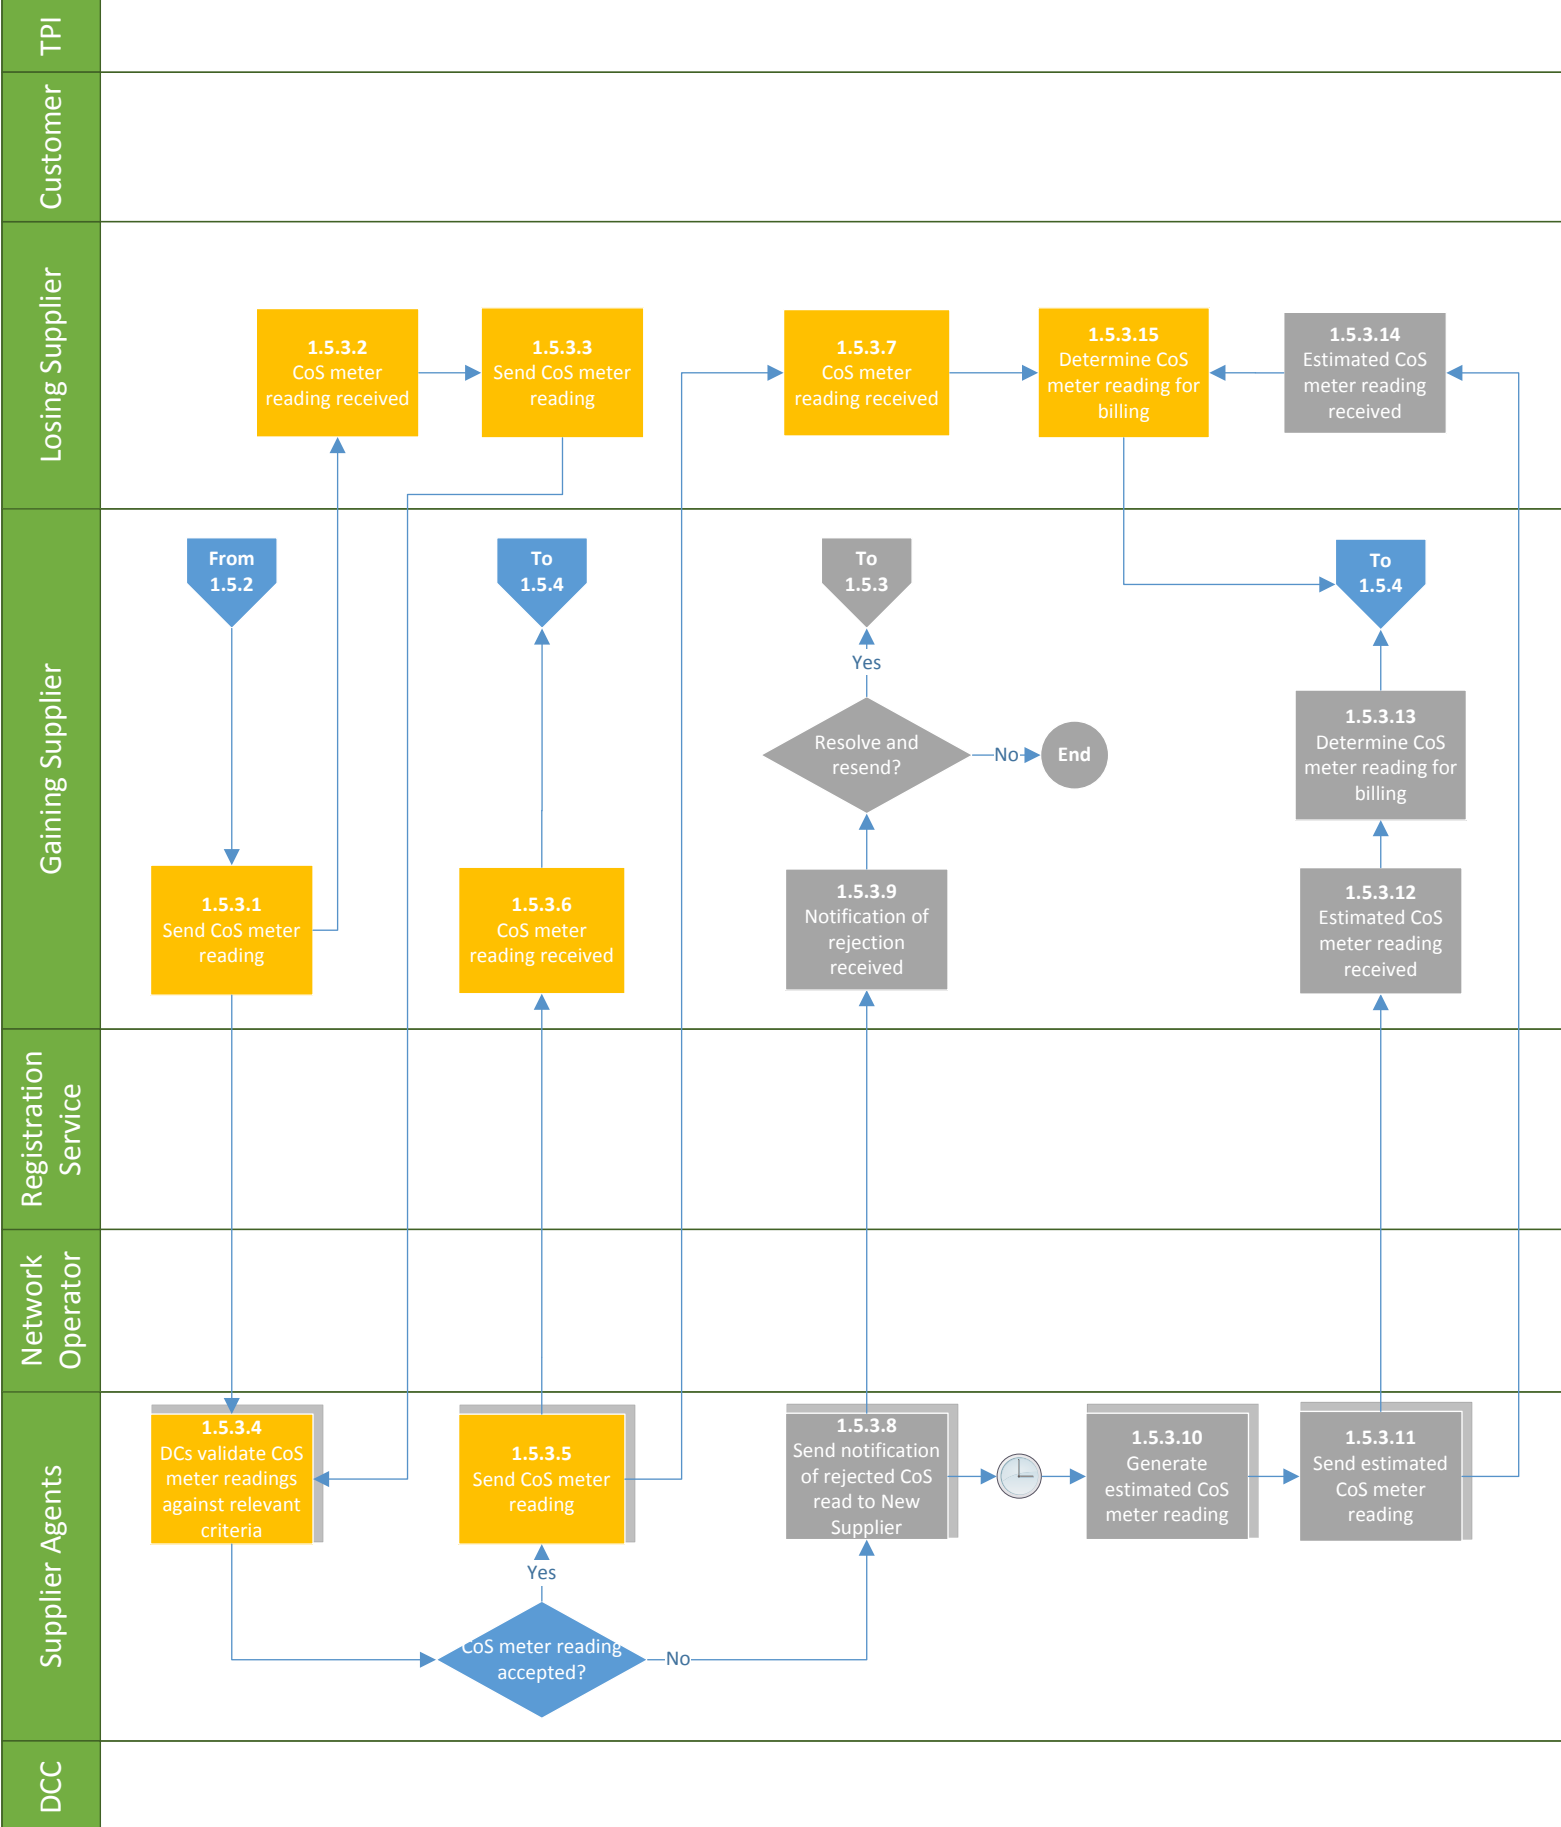 TPI
Customer
Losing Supplier
1.5.3.2
CoS meter
reading received
1.5.3.3
Send CoS meter
reading
1.5.3.7
CoS meter
reading received
1.5.3.15
Determine CoS
meter reading for
billing
1.5.3.14
Estimated CoS
meter reading
received
Gaining Supplier
From
1.5.2
To
1.5.4
To
1.5.3
To
1.5.4
Yes
Resolve and
resend?
No
End
1.5.3.13
Determine CoS
meter reading for
billing
1.5.3.1
Send CoS meter
reading
1.5.3.6
CoS meter
reading received
1.5.3.9
Notification of
rejection
received
1.5.3.12
Estimated CoS
meter reading
received
Registration
Service
Network
Operator
Supplier Agents
1.5.3.4
DCs validate CoS
meter readings
against relevant
criteria
1.5.3.5
Send CoS meter
reading
1.5.3.8
Send notification
of rejected CoS
read to New
Supplier
1.5.3.10
Generate
estimated CoS
meter reading
1.5.3.11
Send estimated
CoS meter
reading
Yes
CoS meter reading
accepted?
No
DCC